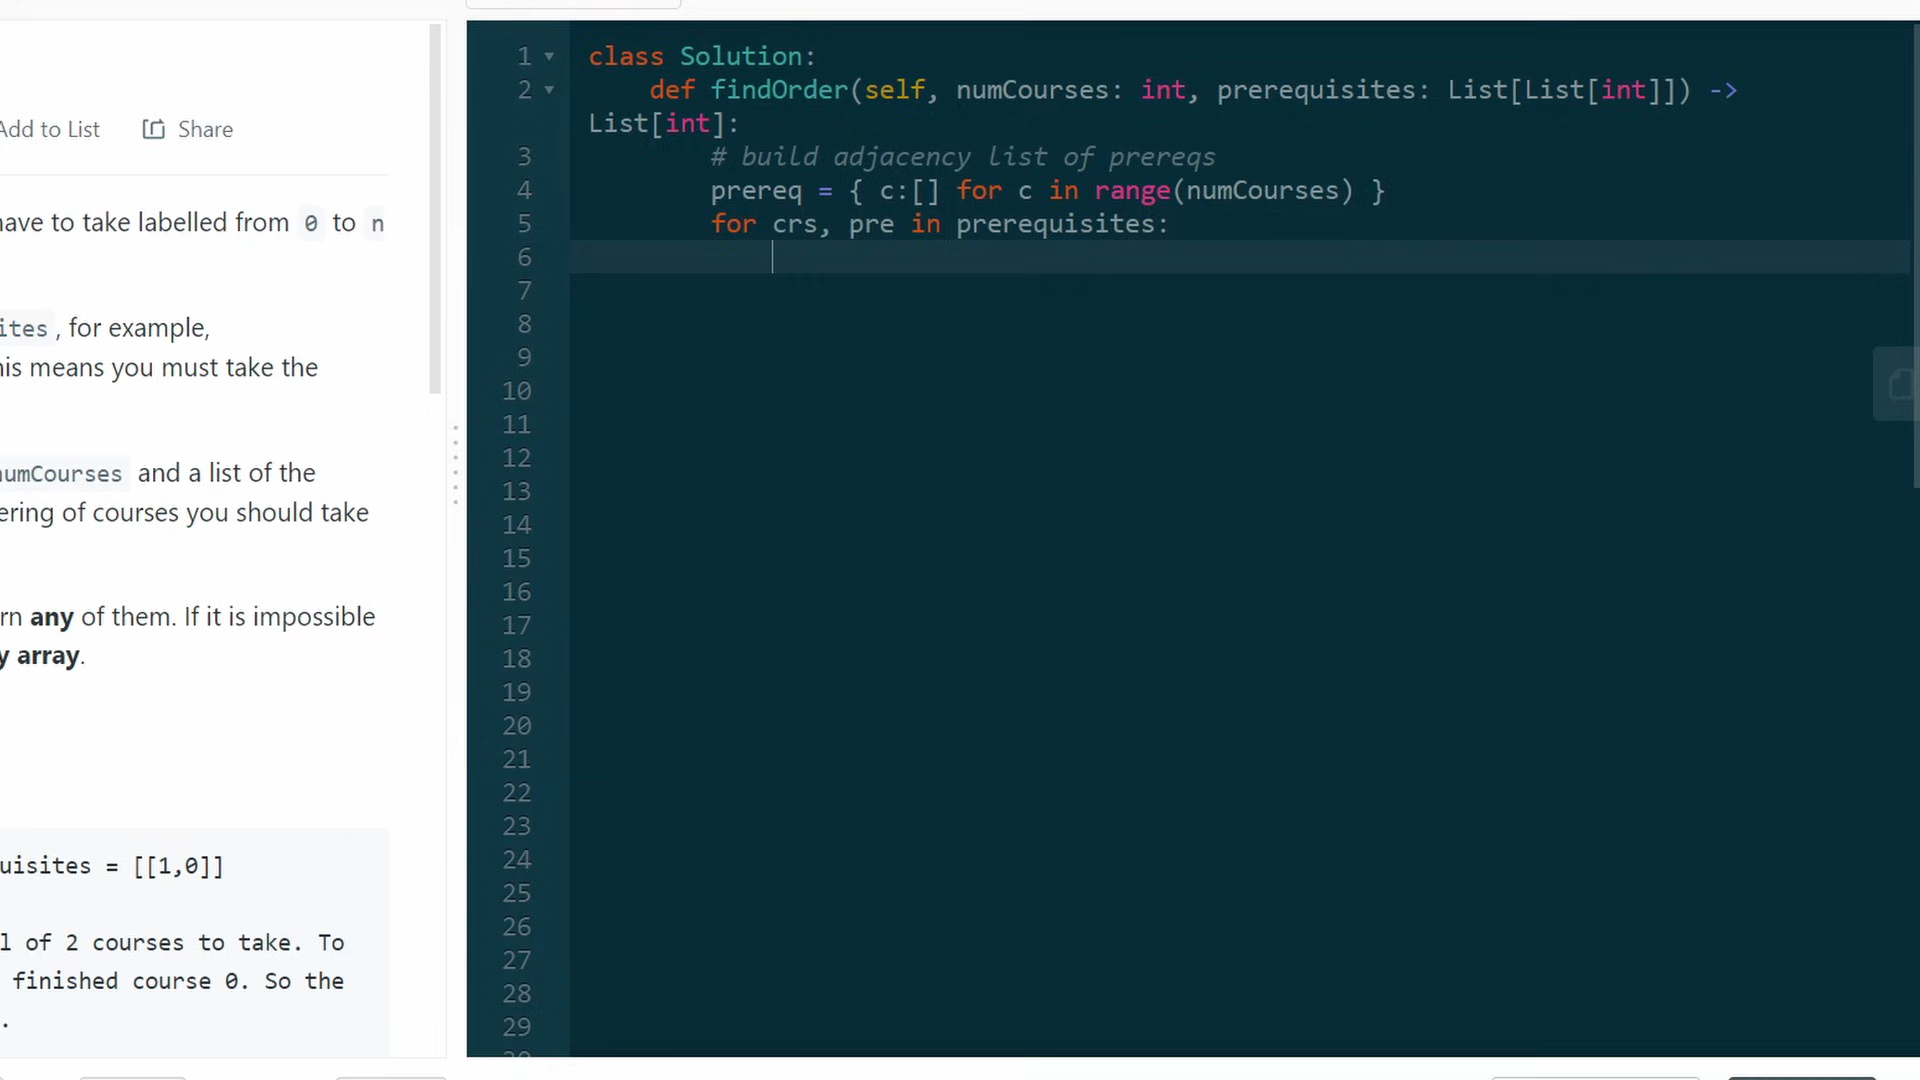 Add to List Share
have to take labelled from 0 to n
ites, for example,
his means you must take the
numCourses and a list of the
ering of courses you should take
rn any of them. If it is impossible
y array.
uisites = [[1,0]]
l of 2 courses to take. To
finished course 0. So the
.
1 class Solution:
2 def findOrder(self, numCourses: int, prerequisites: List[List[int]]) ->
List[int]:
3 # build adjacency list of prereqs
4 prereq = { c:[] for c in range(numCourses) }
5 for crs, pre in prerequisites:
6
7
8
9
10
11
12
13
14
15
16
17
18
19
20
21
22
23
24
25
26
27
28
29